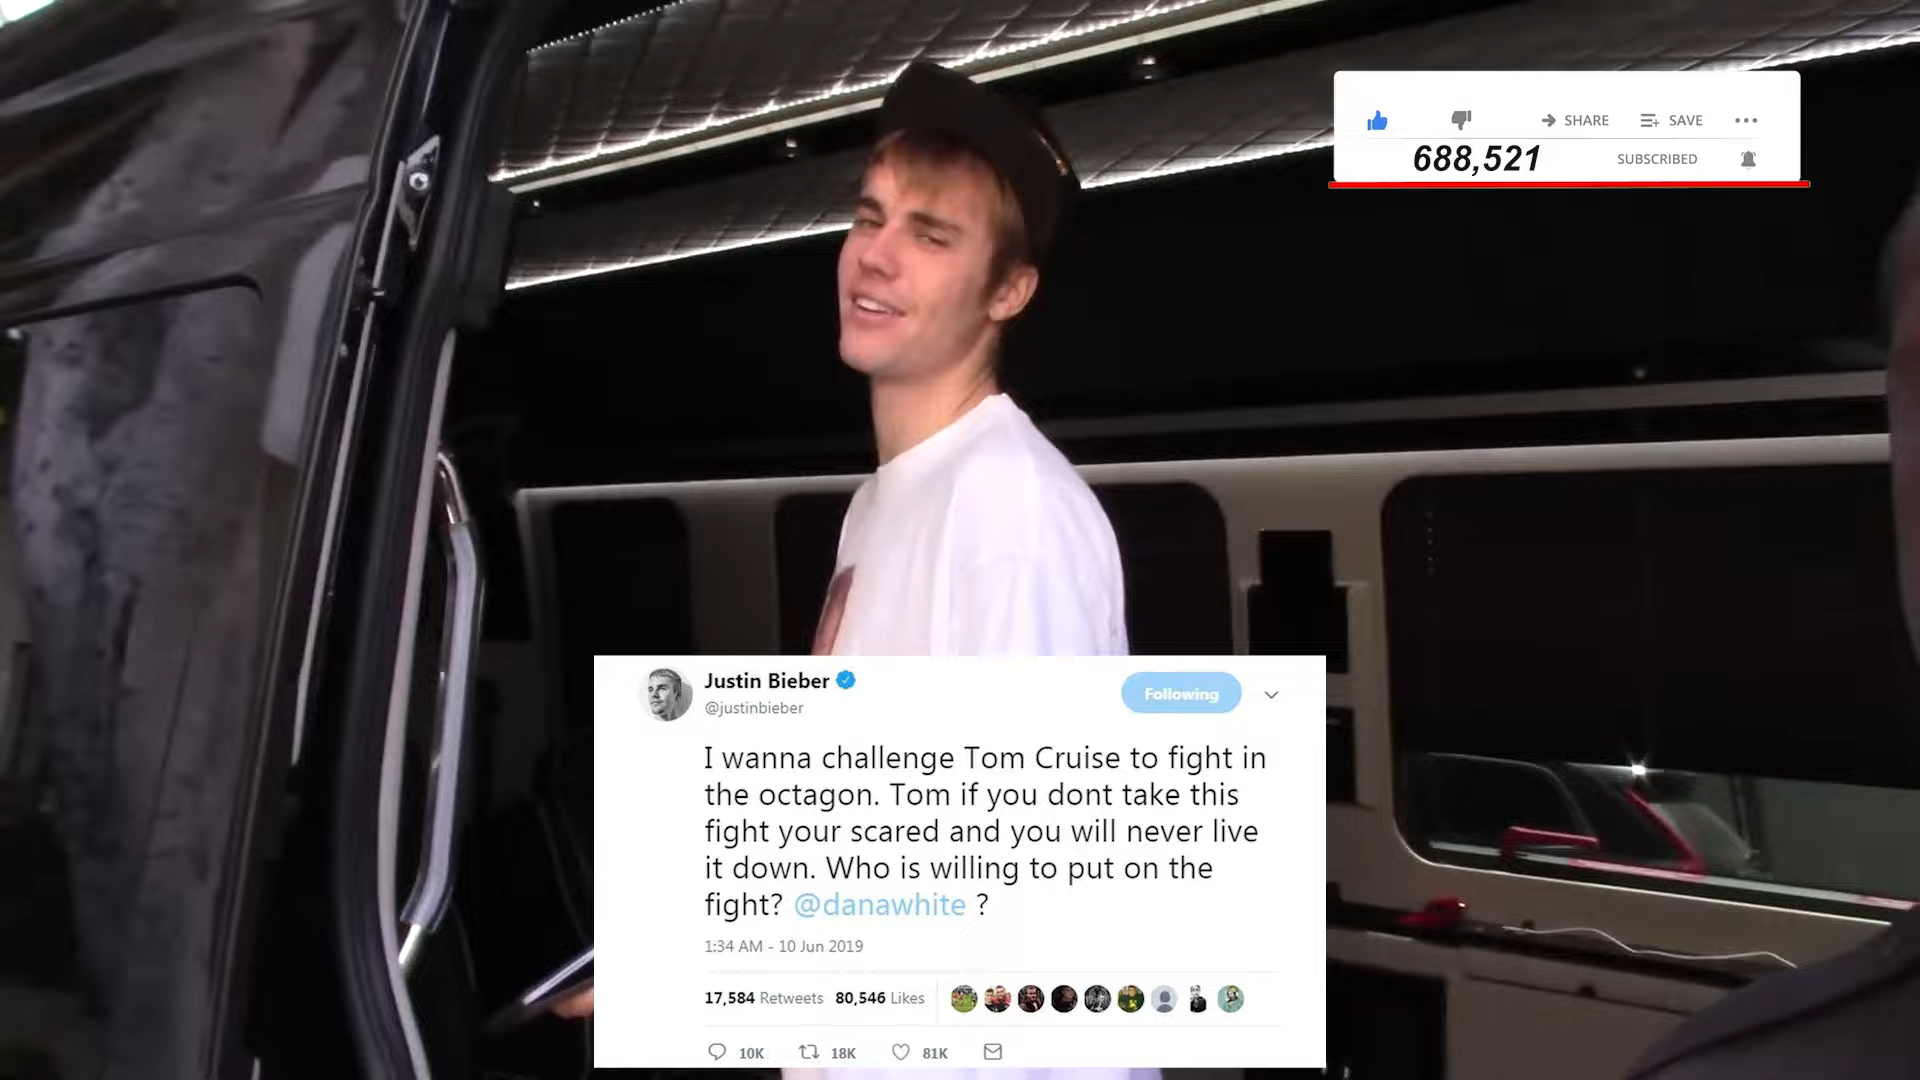 SHARE
SAVE
688,521
SUBSCRIBED
Justin Bieber
@justinbieber
Following
I wanna challenge Tom Cruise to fight in
the octagon. Tom if you dont take this
fight your scared and you will never live
it down. Who is willing to put on the
fight? @danawhite ?
1:34 AM - 10 Jun 2019
17,584 Retweets 80,546 Likes
10K 18K 81K